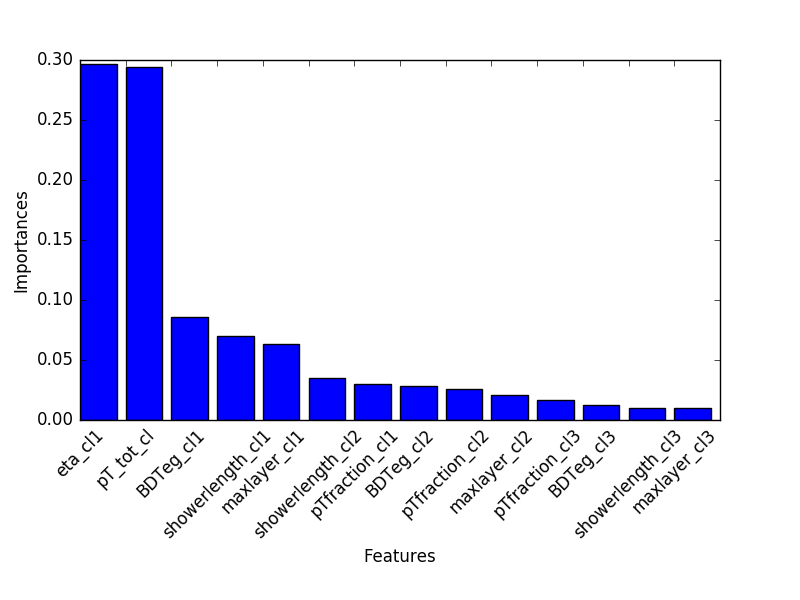 0.30
0.25
0.20
0.15
0.10
0.05
0.00
Importances
eta_cl1
pT_tot_cl
BDTeg_cl1
showerlength_cl1
maxlayer_cl1
showerlength_cl2
pTfraction_cl1
BDTeg_cl2
pTfraction_cl2
maxlayer_cl2
pTfraction_cl3
BDTeg_cl3
showerlength_cl3
maxlayer_cl3
Features